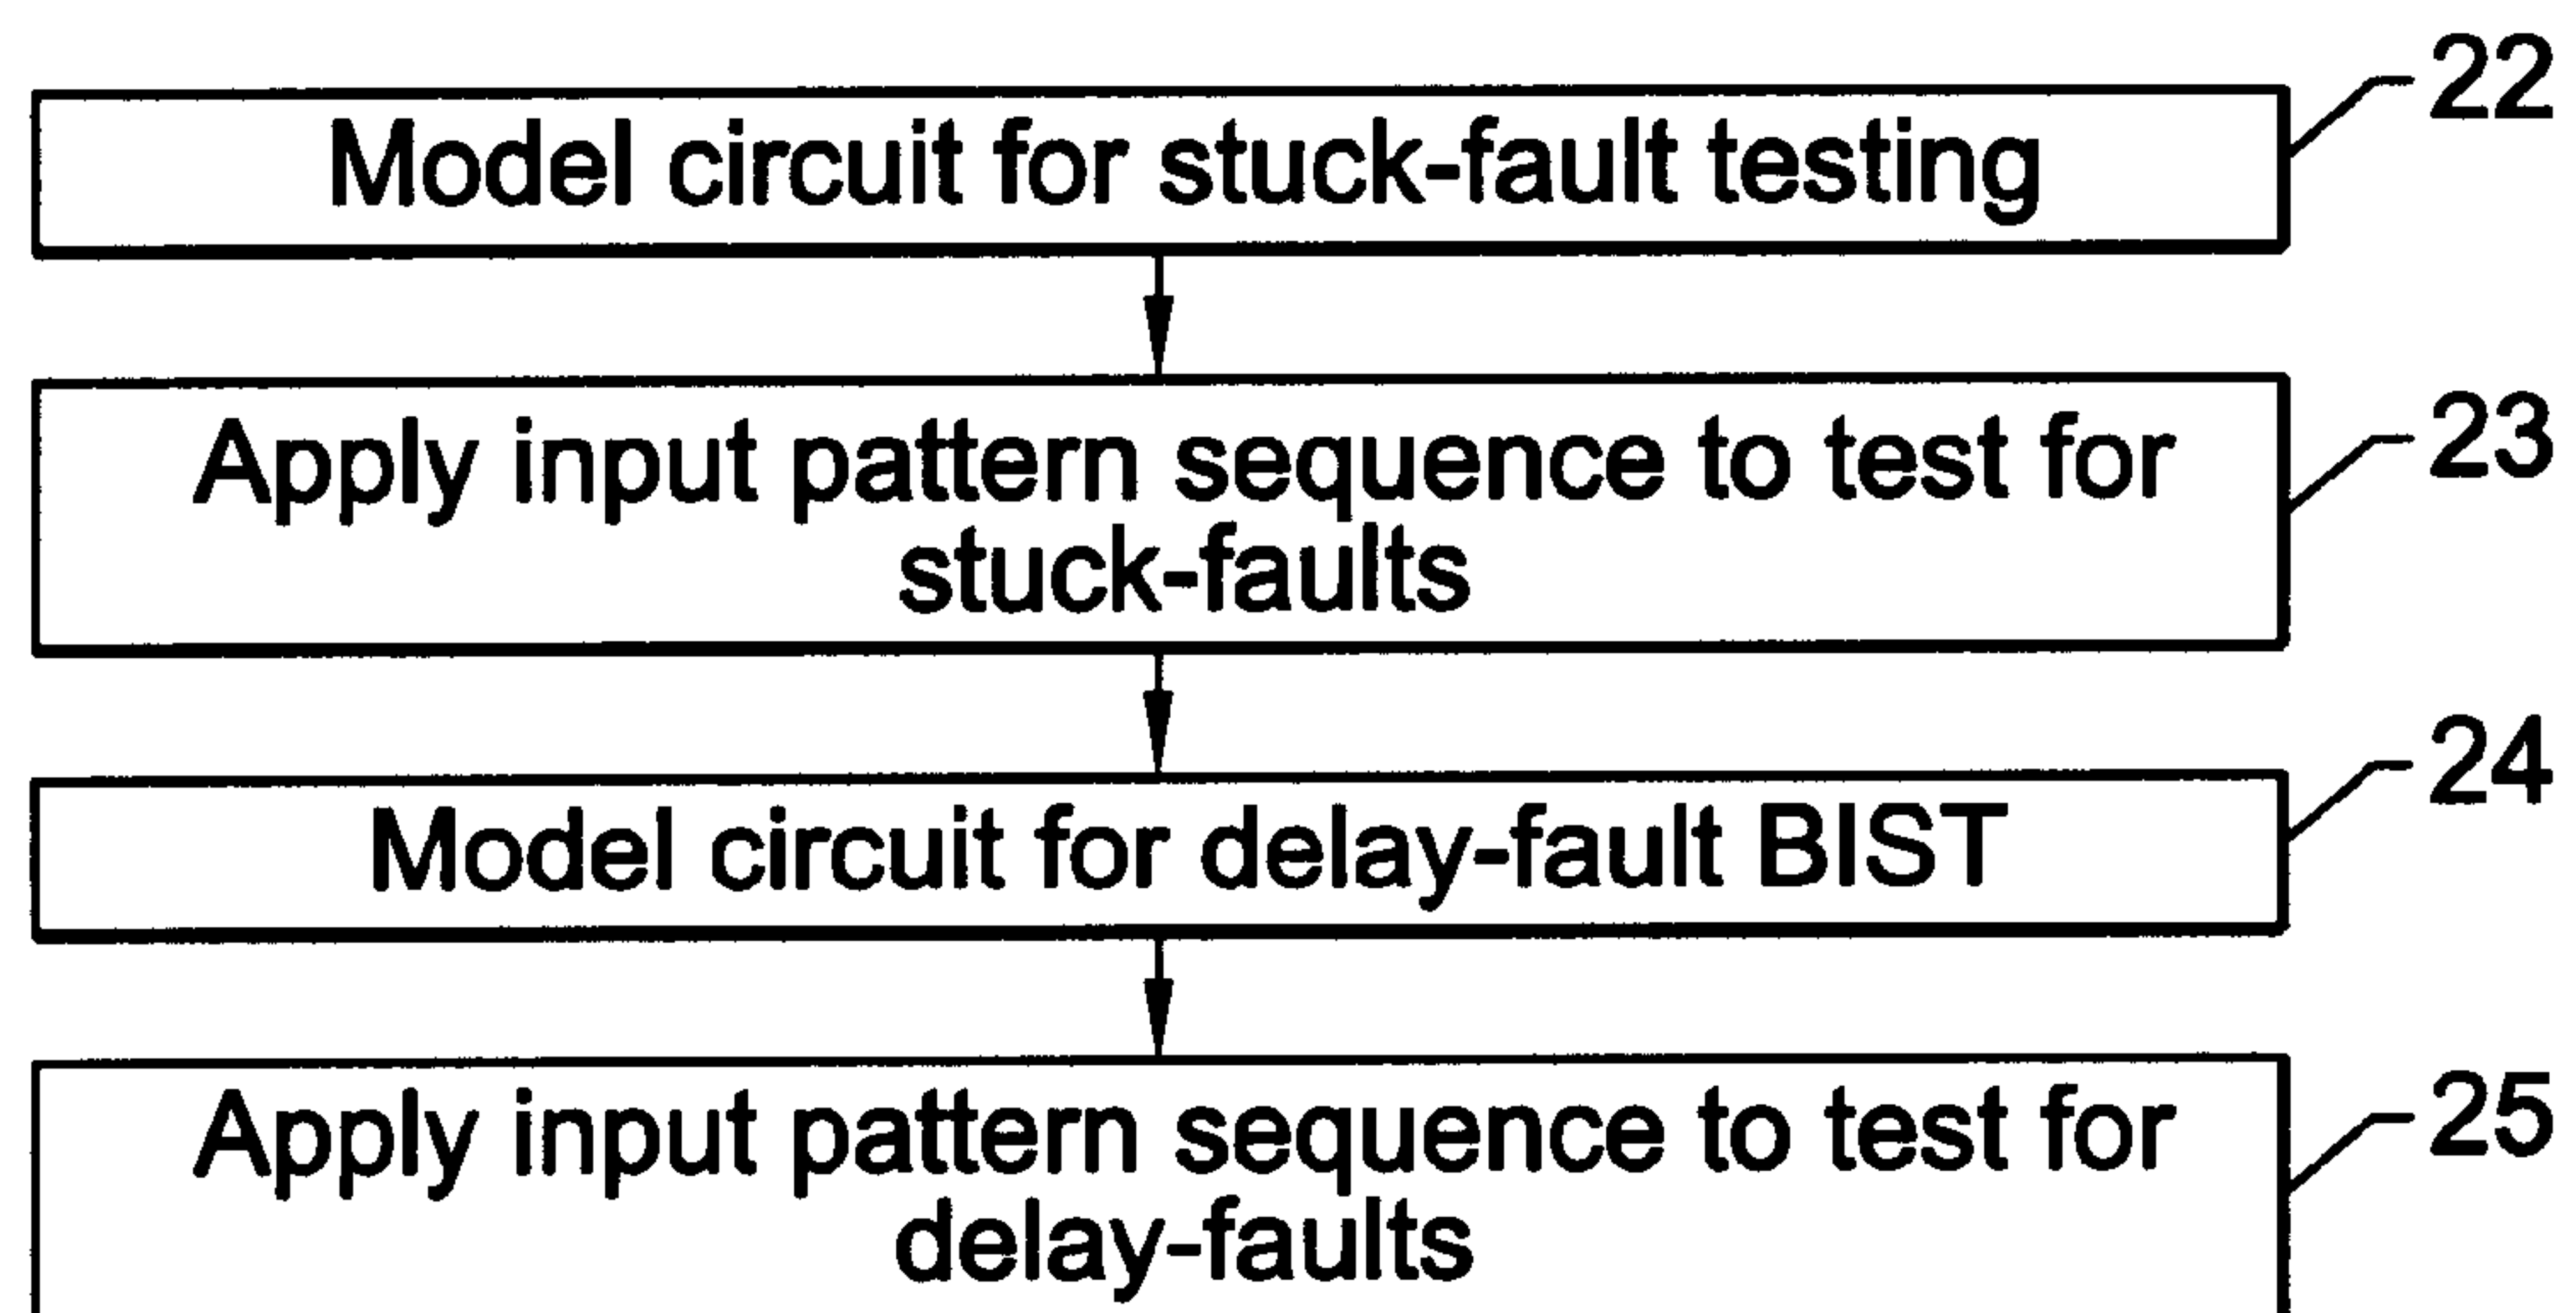 22
Model circuit for stuck-fault testing
23
Apply input pattern sequence to test for
stuck-faults
24
Model circuit for delay-fault BIST
25
Apply input pattern sequence to test for
delay-faults